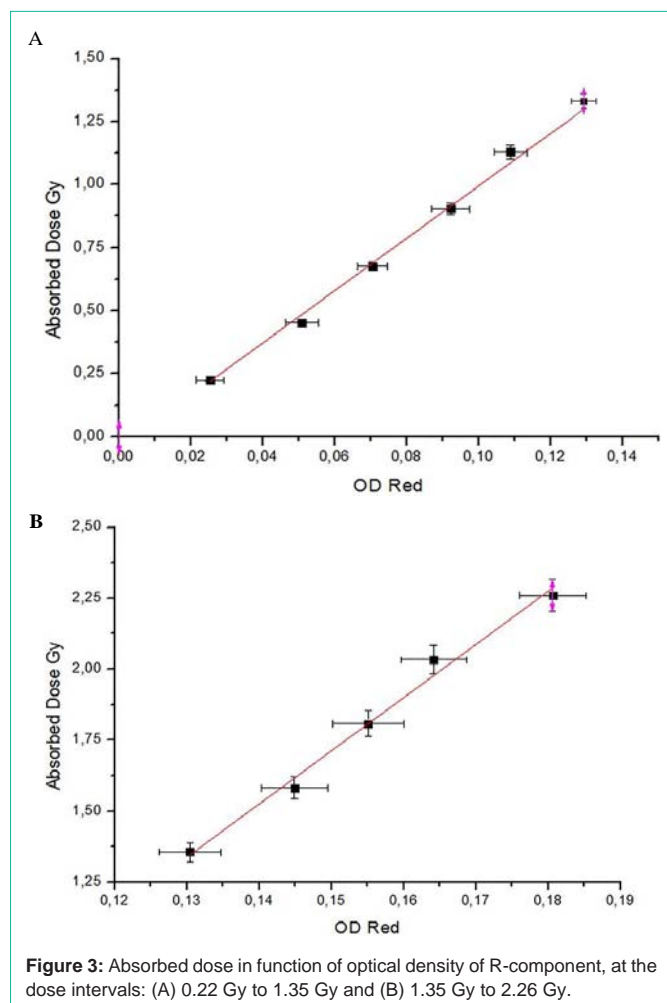 A
1,50
1,25
1,00
0,75
0,50
0,25
0,00
Absorbed Dose Gy
0,00 0,02 0,04 0,06 0,08 0,10 0,12 0,14
OD Red
B
2,50
2,25
2,00
1,75
1,50
1,25
Absorbed Dose Gy
0,12 0,13 0,14 0,15 0,16 0,17 0,18 0,19
OD Red
Figure 3: Absorbed dose in function of optical density of R-component, at the
dose intervals: (A) 0.22 Gy to 1.35 Gy and (B) 1.35 Gy to 2.26 Gy.